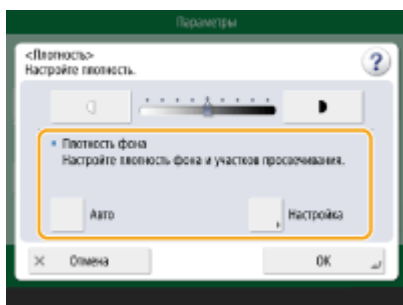 Параметры
<Плотность>
Настройте плотность.
?
Плотность фона
Настройте плотность фона и участков просвечивания.
Авто
Настройка
× Отмена
OK